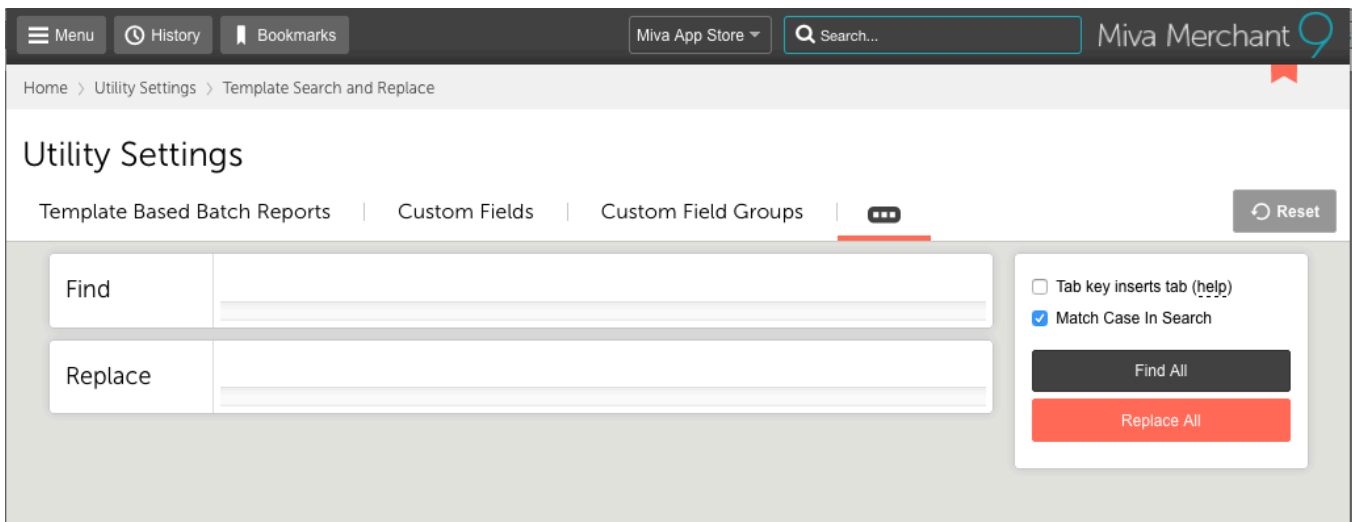 Menu History Bookmarks Miva App Store Search... Miva Merchant 9
Home > Utility Settings > Template Search and Replace
Utility Settings
Template Based Batch Reports | Custom Fields | Custom Field Groups | Reset
Find
Tab key inserts tab (help)
Match Case In Search
Replace
Find All
Replace All